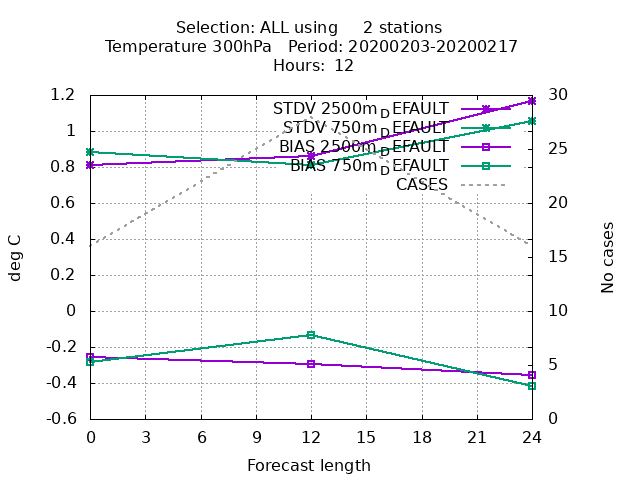 Selection: ALL using 2 stations
Temperature 300hPa Period: 20200203-20200217
Hours: 12
1.2
1
0.8
0.6
0.4
0.2
0
-0.2
-0.4
-0.6
deg C
STDV 2500m_DEFAULT
STDV 750m_DEFAULT
BIAS 2500m_DEFAULT
BIAS 750m_DEFAULT
CASES
30
25
20
15
10
5
0
No cases
0 3 6 9 12 15 18 21 24
Forecast length